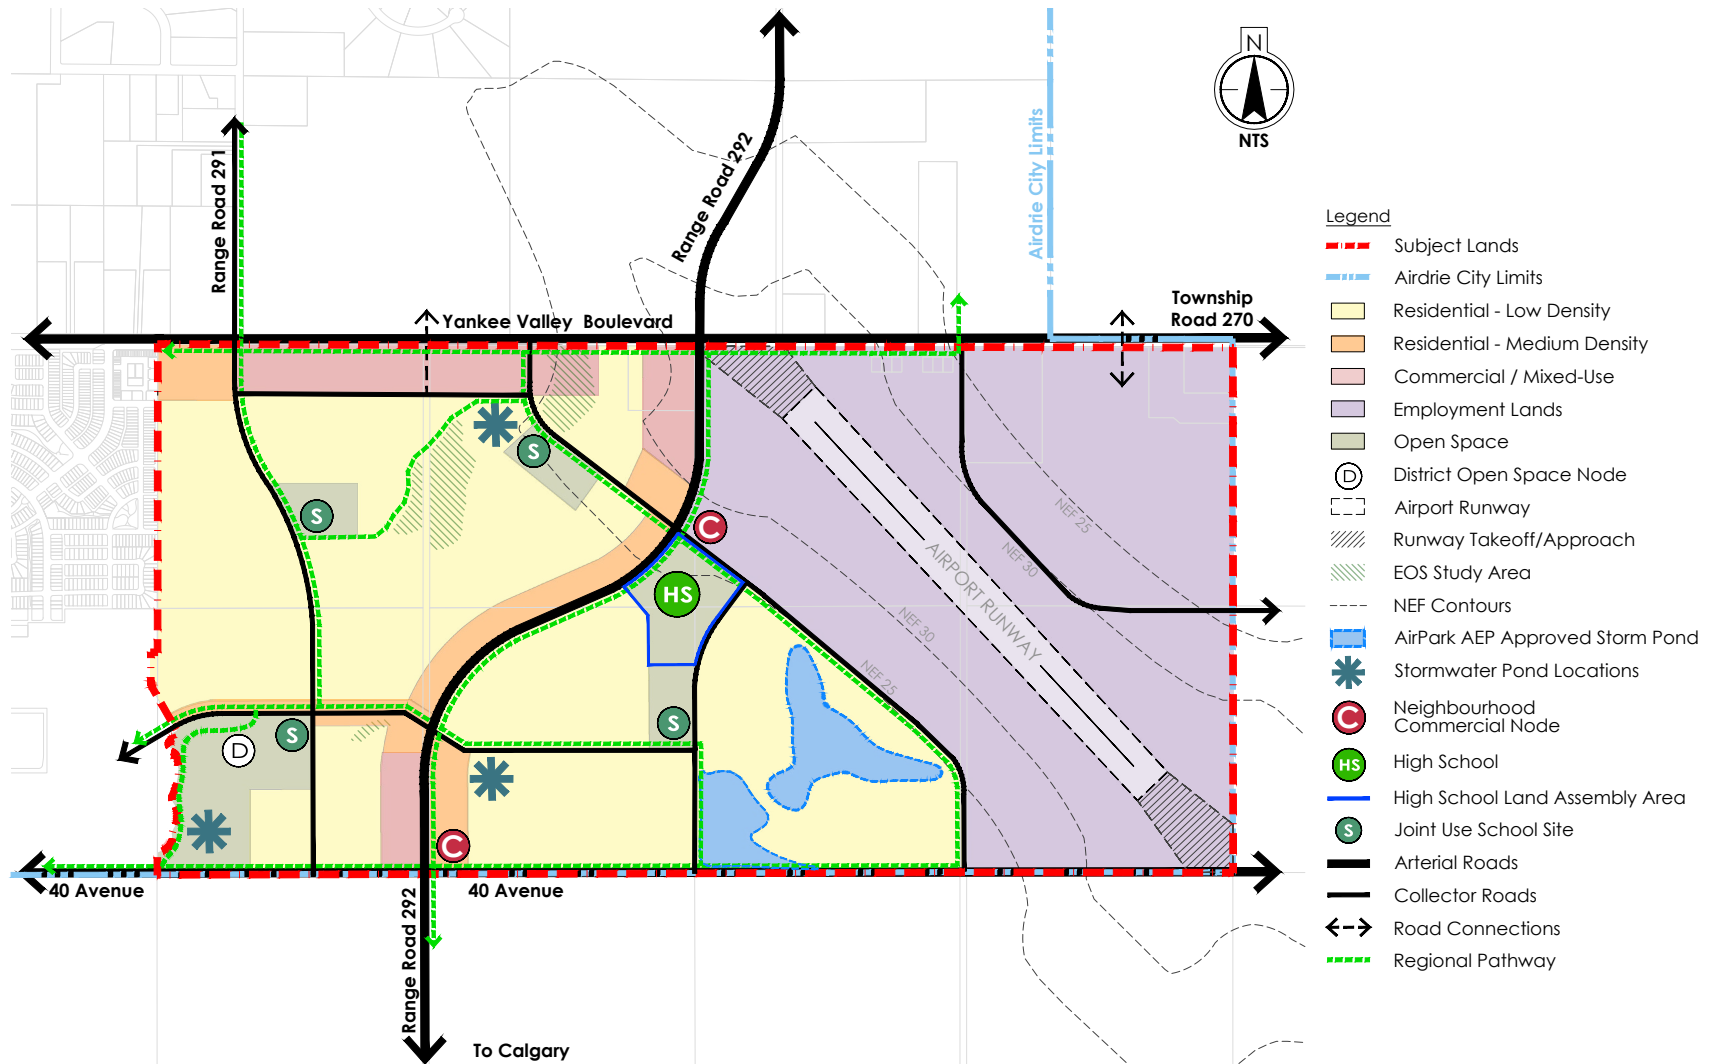 N
NTS
Range Road 291
Range Road 292
Airdrie City Limits
Yankee Valley Boulevard
Township
Road 270
S
S
C
HS
NEF 25
NEF 30
AIRPORT RUNWAY
NEF 30
NEF 25
D
S
S
C
40 Avenue
40 Avenue
Range Road 292
To Calgary
Legend
Subject Lands
Airdrie City Limits
Residential - Low Density
Residential - Medium Density
Commercial / Mixed-Use
Employment Lands
Open Space
D District Open Space Node
Airport Runway
Runway Takeoff/Approach
EOS Study Area
NEF Contours
AirPark AEP Approved Storm Pond
Stormwater Pond Locations
C Neighbourhood
Commercial Node
HS High School
High School Land Assembly Area
S Joint Use School Site
Arterial Roads
Collector Roads
Road Connections
Regional Pathway